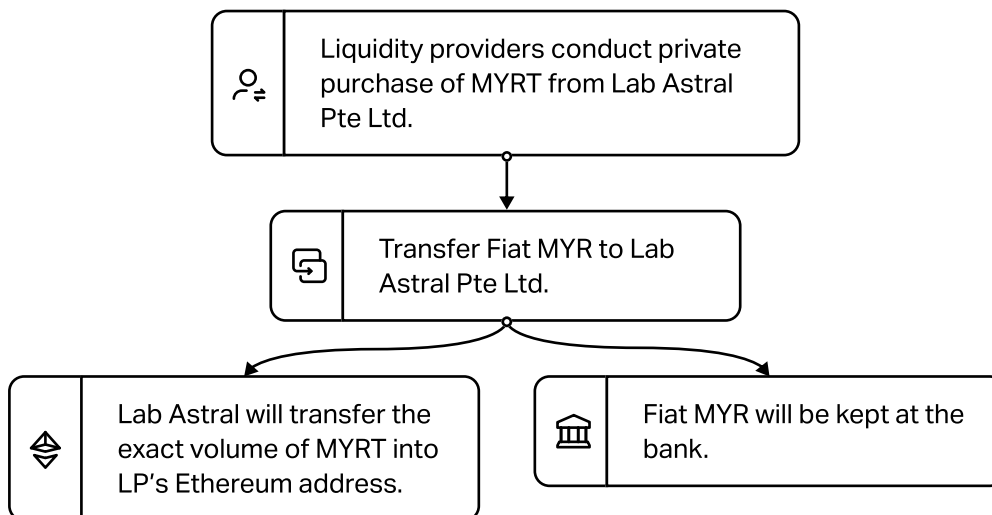 Liquidity providers conduct private
purchase of MYRT from Lab Astral
Pte Ltd.
Transfer Fiat MYR to Lab
Astral Pte Ltd.
Lab Astral will transfer the
exact volume of MYRT into
LP's Ethereum address.
Fiat MYR will be kept at the
bank.